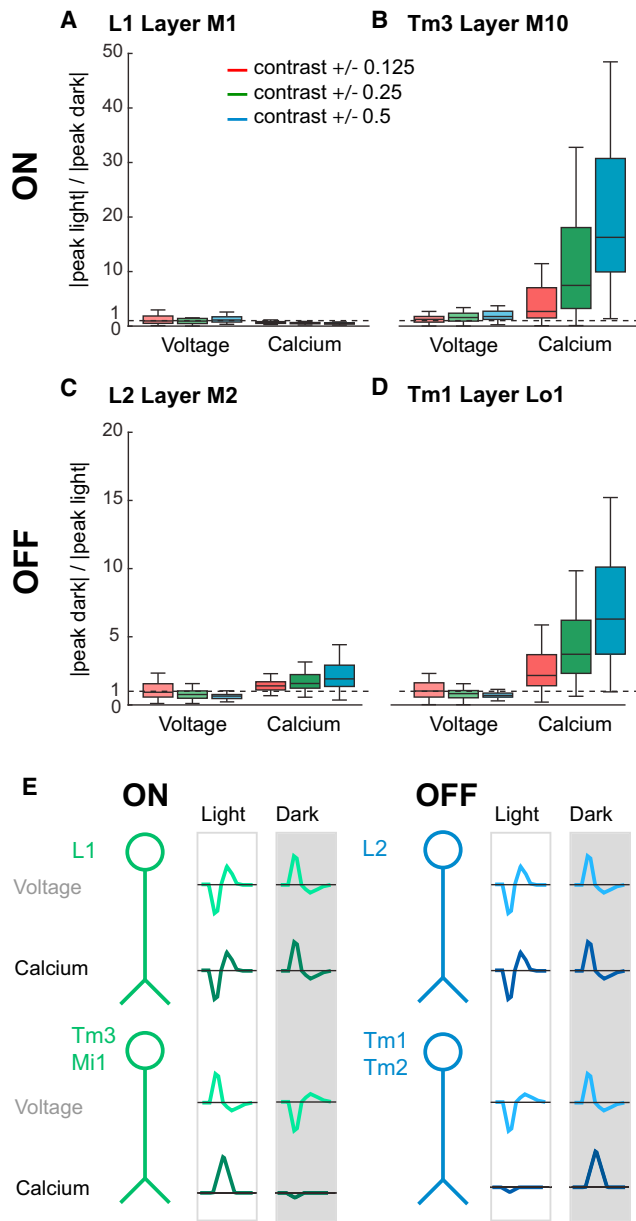 A L1 Layer M1
B Tm3 Layer M10
contrast +/- 0.125
contrast +/- 0.25
contrast +/- 0.5
ON
|peak light| / |peak dark|
50
40
30
20
10
1
0
Voltage Calcium
Voltage Calcium
C L2 Layer M2
D Tm1 Layer Lo1
OFF
|peak dark| / |peak light|
20
15
10
5
1
0
Voltage Calcium
Voltage Calcium
E ON OFF
Light Dark Light Dark
L1 L2
Voltage
Calcium
Tm3 Tm1
Mi1 Tm2
Voltage
Calcium